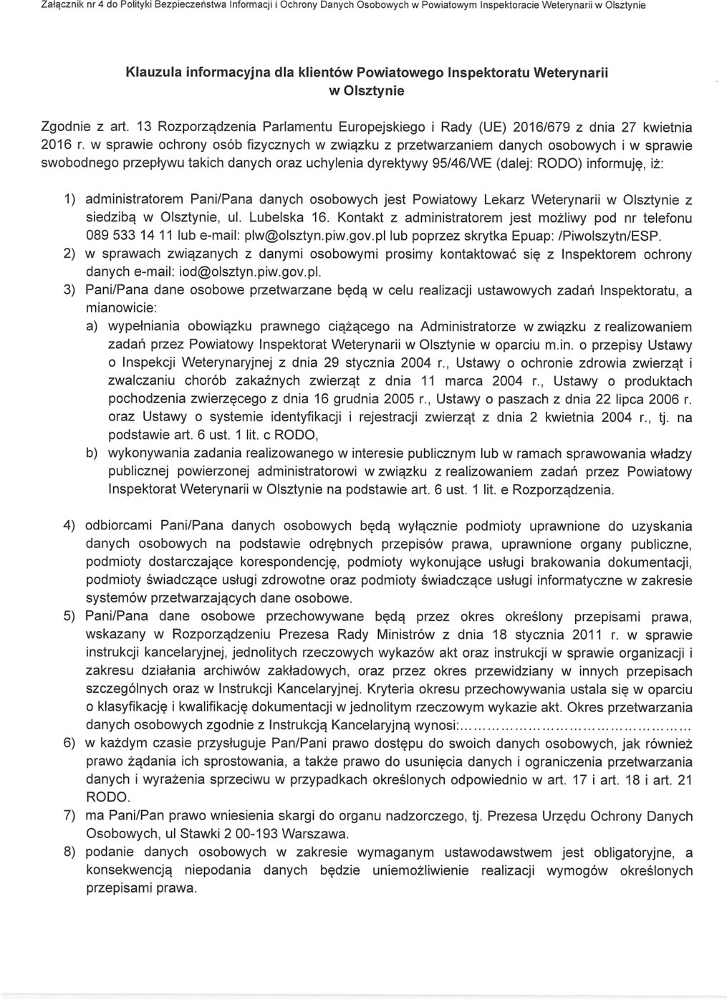 Załącznik nr 4 do Polityki Bezpieczeństwa Informacji i Ochrony Danych Osobowych w Powiatowym Inspektoracie Weterynarii w Olsztynie
Klauzula informacyjna dla klientów Powiatowego Inspektoratu Weterynarii
w Olsztynie
Zgodnie z art. 13 Rozporządzenia Parlamentu Europejskiego i Rady (UE) 2016/679 z dnia 27 kwietnia
2016 r. w sprawie ochrony osób fizycznych w związku z przetwarzaniem danych osobowych i w sprawie
swobodnego przepływu takich danych oraz uchylenia dyrektywy 95/46/WE (dalej: RODO) informuję, iż:
1) administratorem Pani/Pana danych osobowych jest Powiatowy Lekarz Weterynarii w Olsztynie z
siedzibą w Olsztynie, ul. Lubelska 16. Kontakt z administratorem jest możliwy pod nr telefonu
089 533 14 11 lub e-mail: plw@olsztyn.piw.gov.pl lub poprzez skrytka Epuap: /Piwolszytn/ESP.
2) w sprawach związanych z danymi osobowymi prosimy kontaktować się z Inspektorem ochrony
danych e-mail: iod@olsztyn.piw.gov.pl.
3) Pani/Pana dane osobowe przetwarzane będą w celu realizacji ustawowych zadań Inspektoratu, a
mianowicie:
a) wypełniania obowiązku prawnego ciążącego na Administratorze w związku z realizowaniem
zadań przez Powiatowy Inspektorat Weterynarii w Olsztynie w oparciu m.in. o przepisy Ustawy
o Inspekcji Weterynaryjnej z dnia 29 stycznia 2004 r., Ustawy o ochronie zdrowia zwierząt i
zwalczaniu chorób zakaźnych zwierząt z dnia 11 marca 2004 r., Ustawy o produktach
pochodzenia zwierzęcego z dnia 16 grudnia 2005 r., Ustawy o paszach z dnia 22 lipca 2006 r.
oraz Ustawy o systemie identyfikacji i rejestracji zwierząt z dnia 2 kwietnia 2004 r., tj. na
podstawie art. 6 ust. 1 lit. c RODO,
b) wykonywania zadania realizowanego w interesie publicznym lub w ramach sprawowania władzy
publicznej powierzonej administratorowi w związku z realizowaniem zadań przez Powiatowy
Inspektorat Weterynarii w Olsztynie na podstawie art. 6 ust. 1 lit. e Rozporządzenia.
4) odbiorcami Pani/Pana danych osobowych będą wyłącznie podmioty uprawnione do uzyskania
danych osobowych na podstawie odrębnych przepisów prawa, uprawnione organy publiczne,
podmioty dostarczające korespondencję, podmioty wykonujące usługi brakowania dokumentacji,
podmioty świadczące usługi zdrowotne oraz podmioty świadczące usługi informatyczne w zakresie
systemów przetwarzających dane osobowe.
5) Pani/Pana dane osobowe przechowywane będą przez okres określony przepisami prawa,
wskazany w Rozporządzeniu Prezesa Rady Ministrów z dnia 18 stycznia 2011 r. w sprawie
instrukcji kancelaryjnej, jednolitych rzeczowych wykazów akt oraz instrukcji w sprawie organizacji i
zakresu działania archiwów zakładowych, oraz przez okres przewidziany w innych przepisach
szczególnych oraz w Instrukcji Kancelaryjnej. Kryteria okresu przechowywania ustala się w oparciu
o klasyfikację i kwalifikację dokumentacji w jednolitym rzeczowym wykazie akt. Okres przetwarzania
danych osobowych zgodnie z Instrukcją Kancelaryjną wynosi:..................................................
6) w każdym czasie przysługuje Pan/Pani prawo dostępu do swoich danych osobowych, jak również
prawo żądania ich sprostowania, a także prawo do usunięcia danych i ograniczenia przetwarzania
danych i wyrażenia sprzeciwu w przypadkach określonych odpowiednio w art. 17 i art. 18 i art. 21
RODO.
7) ma Pani/Pan prawo wniesienia skargi do organu nadzorczego, tj. Prezesa Urzędu Ochrony Danych
Osobowych, ul Stawki 2 00-193 Warszawa.
8) podanie danych osobowych w zakresie wymaganym ustawodawstwem jest obligatoryjne, a
konsekwencją niepodania danych będzie uniemożliwienie realizacji wymogów określonych
przepisami prawa.